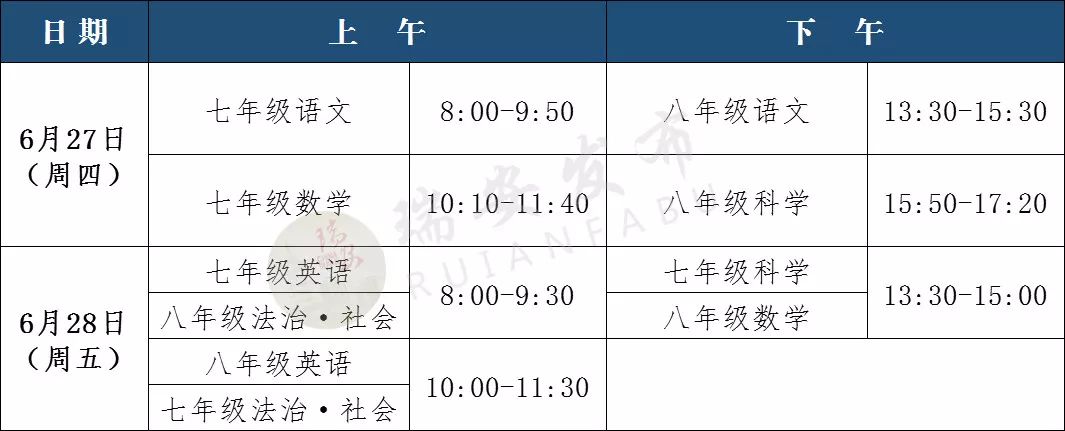 日期 上午 下午
6月27日
（周四）
七年级语文 8:00-9:50 八年级语文 13:30-15:30
七年级数学 10:10-11:40 八年级科学 15:50-17:20
6月28日
（周五）
七年级英语
八年级法治·社会
8:00-9:30
七年级科学
八年级数学
13:30-15:00
八年级英语
七年级法治·社会
10:00-11:30
瑞安发布
RUIANFABU